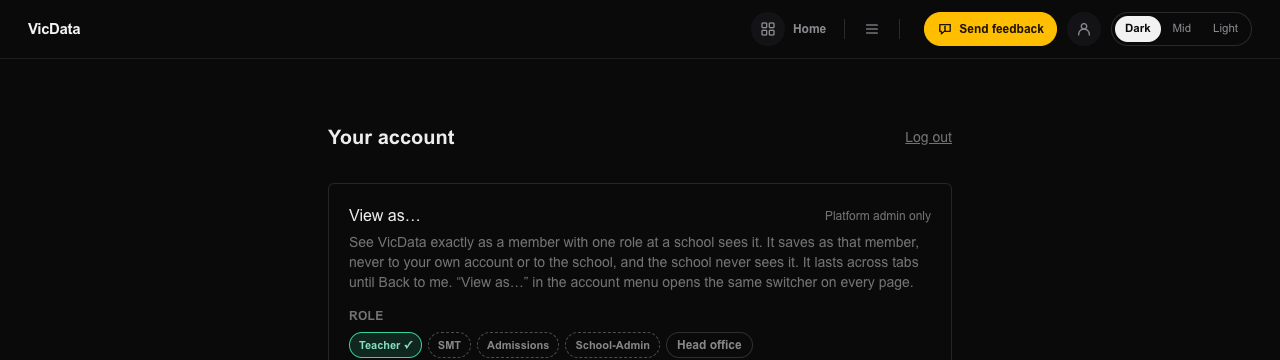 VicData
Home
Send feedback
Dark Mid Light
Your account
Log out
View as…
Platform admin only
See VicData exactly as a member with one role at a school sees it. It saves as that member,
never to your own account or to the school, and the school never sees it. It lasts across tabs
until Back to me. “View as…” in the account menu opens the same switcher on every page.
ROLE
Teacher ✓ SMT Admissions School-Admin Head office